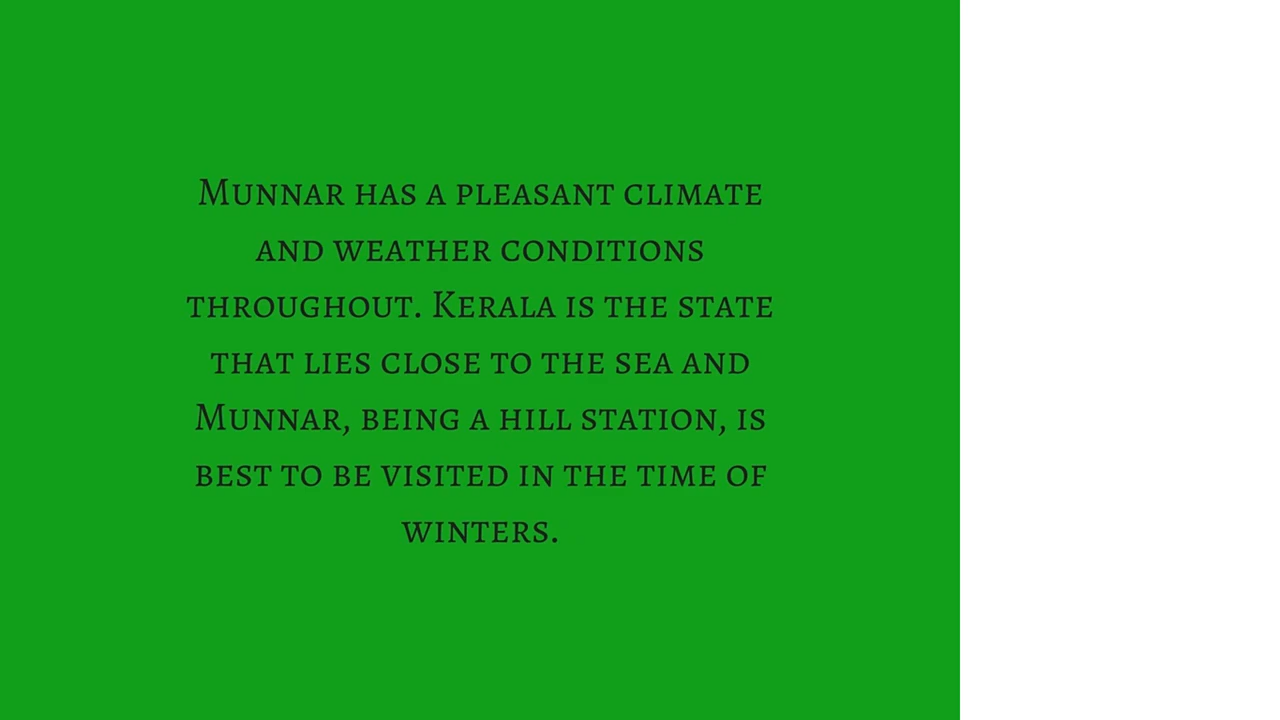 Munnar has a pleasant climate
and weather conditions
throughout. Kerala is the state
that lies close to the sea and
Munnar, being a hill station, is
best to be visited in the time of
winters.